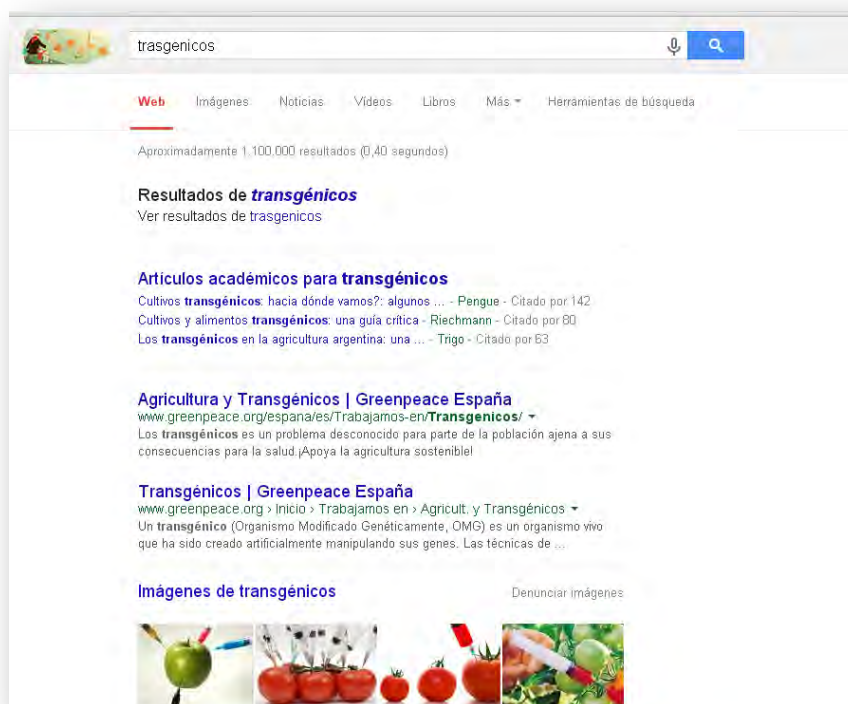 trasgenicos
Web Imágenes Noticias Vídeos Libros Más Herramientas de búsqueda
Aproximadamente 1.100.000 resultados (0,40 segundos)
Resultados de transgénicos
Ver resultados de trasgenicos
Artículos académicos para transgénicos
Cultivos transgénicos: hacia dónde vamos?: algunos ... - Pengue - Citado por 142
Cultivos y alimentos transgénicos: una guía crítica - Riechmann - Citado por 80
Los transgénicos en la agricultura argentina: una ... - Trigo - Citado por 63
Agricultura y Transgénicos | Greenpeace España
www.greenpeace.org/espana/es/Trabajamos-en/Transgenicos/
Los transgénicos es un problema desconocido para parte de la población ajena a sus
consecuencias para la salud.¡Apoya la agricultura sostenible!
Transgénicos | Greenpeace España
www.greenpeace.org › Inicio › Trabajamos en › Agricult. y Transgénicos
Un transgénico (Organismo Modificado Genéticamente, OMG) es un organismo vivo
que ha sido creado artificialmente manipulando sus genes. Las técnicas de ...
Imágenes de transgénicos Denunciar imágenes